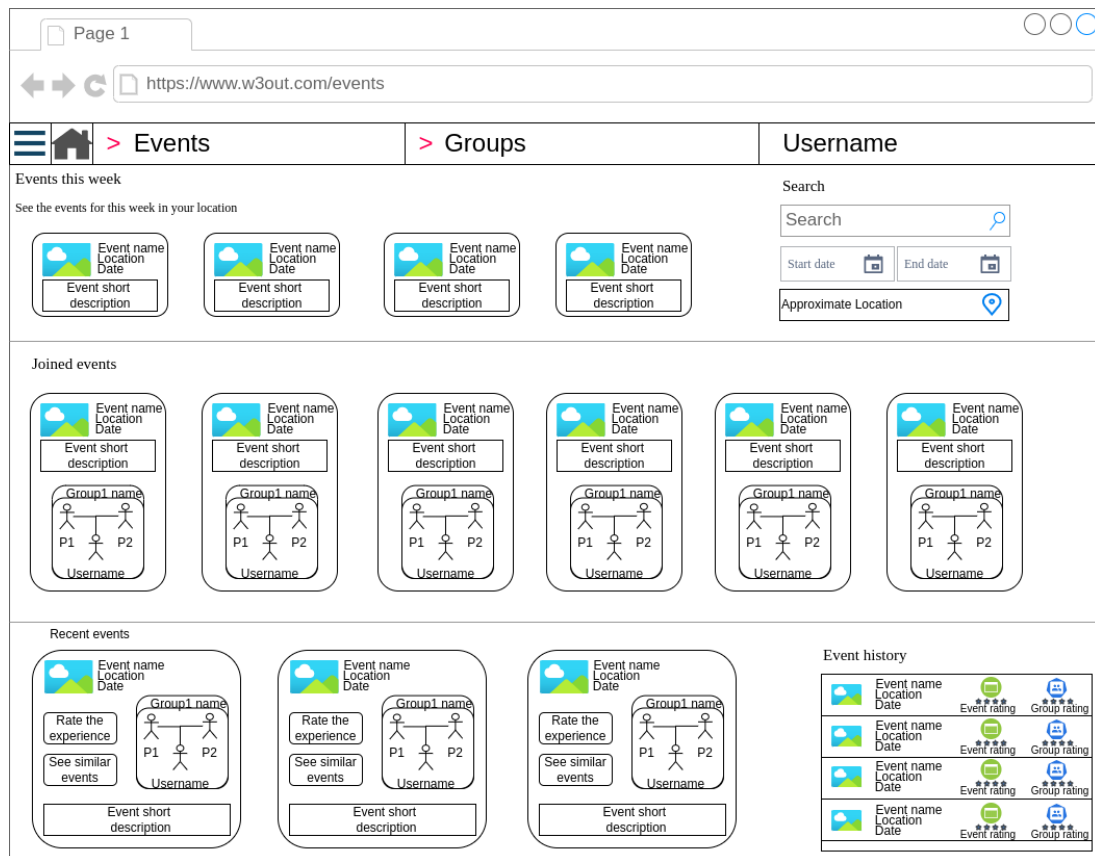 Page 1
https://www.w3out.com/events
> Events
> Groups
Username
Events this week
See the events for this week in your location
Event name
Location
Date
Event short
description
Event name
Location
Date
Event short
description
Event name
Location
Date
Event short
description
Event name
Location
Date
Event short
description
Search
Search
Start date
End date
Approximate Location
Joined events
Event name
Location
Date
Event short
description
Group1 name
P1 P2
Username
Event name
Location
Date
Event short
description
Group1 name
P1 P2
Username
Event name
Location
Date
Event short
description
Group1 name
P1 P2
Username
Event name
Location
Date
Event short
description
Group1 name
P1 P2
Username
Event name
Location
Date
Event short
description
Group1 name
P1 P2
Username
Event name
Location
Date
Event short
description
Group1 name
P1 P2
Username
Recent events
Event name
Location
Date
Group1 name
Rate the
experience
P1 P2
See similar
events
Username
Event short
description
Event name
Location
Date
Group1 name
Rate the
experience
P1 P2
See similar
events
Username
Event short
description
Event name
Location
Date
Group1 name
Rate the
experience
P1 P2
See similar
events
Username
Event short
description
Event history
Event name
Location
Date
Event rating Group rating
Event name
Location
Date
Event rating Group rating
Event name
Location
Date
Event rating Group rating
Event name
Location
Date
Event rating Group rating